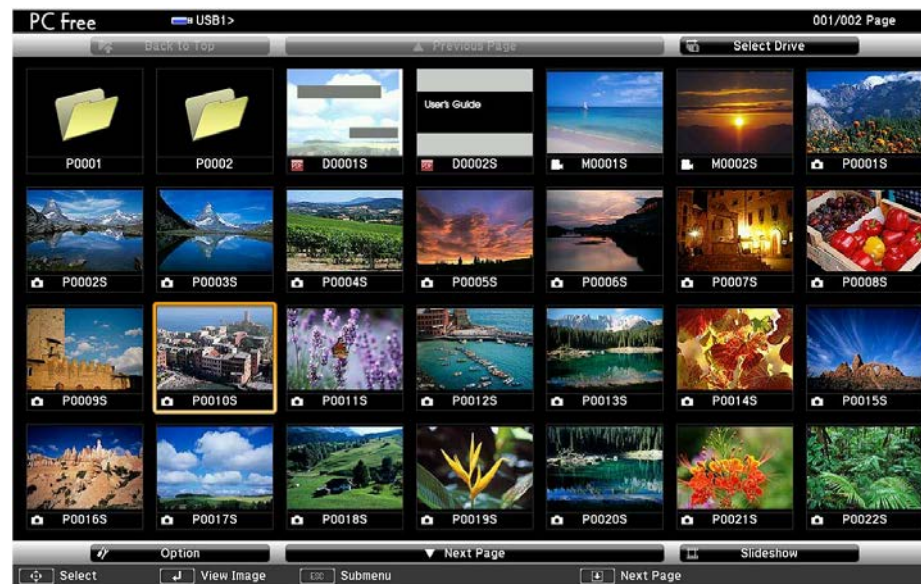 PC Free USB1> 001/002 Page
Back to Top Previous Page Select Drive
User's Guide
P0001 P0002 D0001S D0002S M0001S M0002S P0001S
P0002S P0003S P0004S P0005S P0006S P0007S P0008S
P0009S P0010S P0011S P0012S P0013S P0014S P0015S
P0016S P0017S P0018S P0019S P0020S P0021S P0022S
Option Next Page Slideshow
Select View Image ESC Submenu Next Page